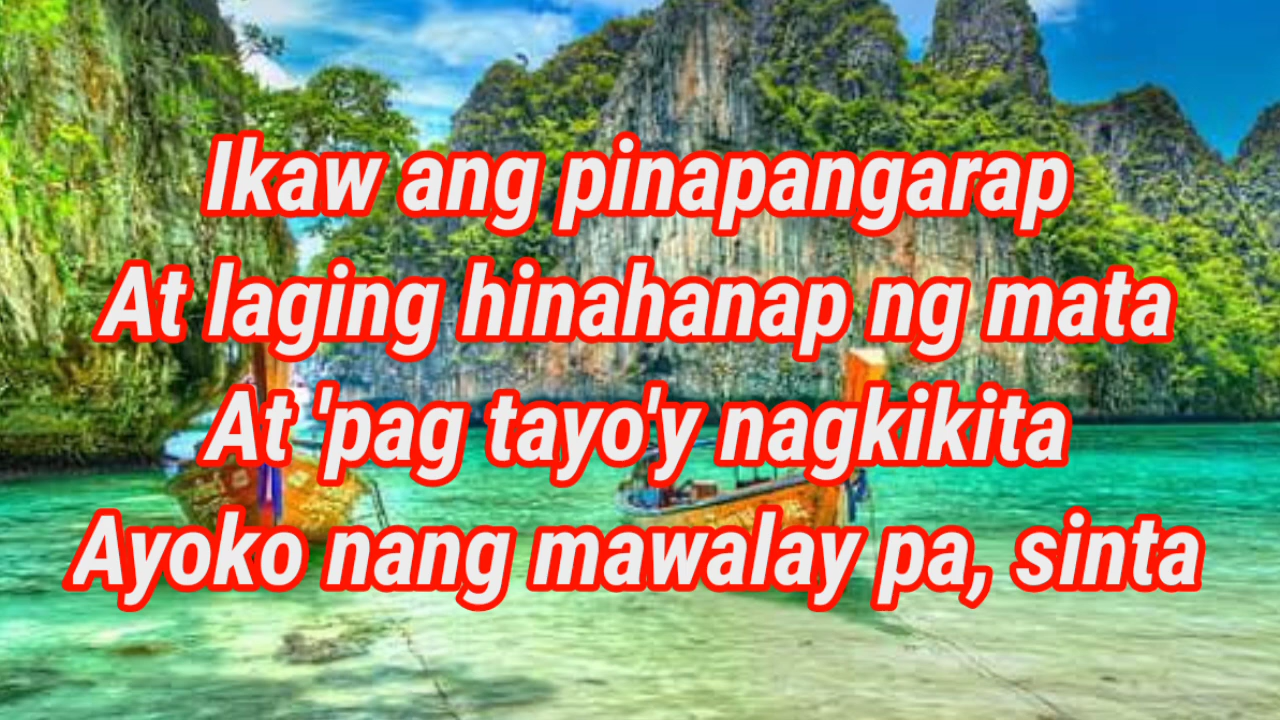 Ikaw ang pinapangarap
At laging hinahanap ng mata
At 'pag tayo'y nagkikita
Ayoko nang mawalay pa, sinta